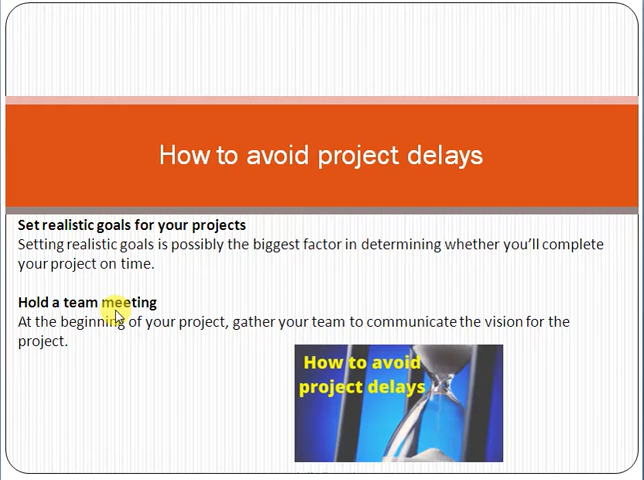 How to avoid project delays
Set realistic goals for your projects
Setting realistic goals is possibly the biggest factor in determining whether you'll complete
your project on time.
Hold a team meeting
At the beginning of your project, gather your team to communicate the vision for the
project.
How to avoid
project delays